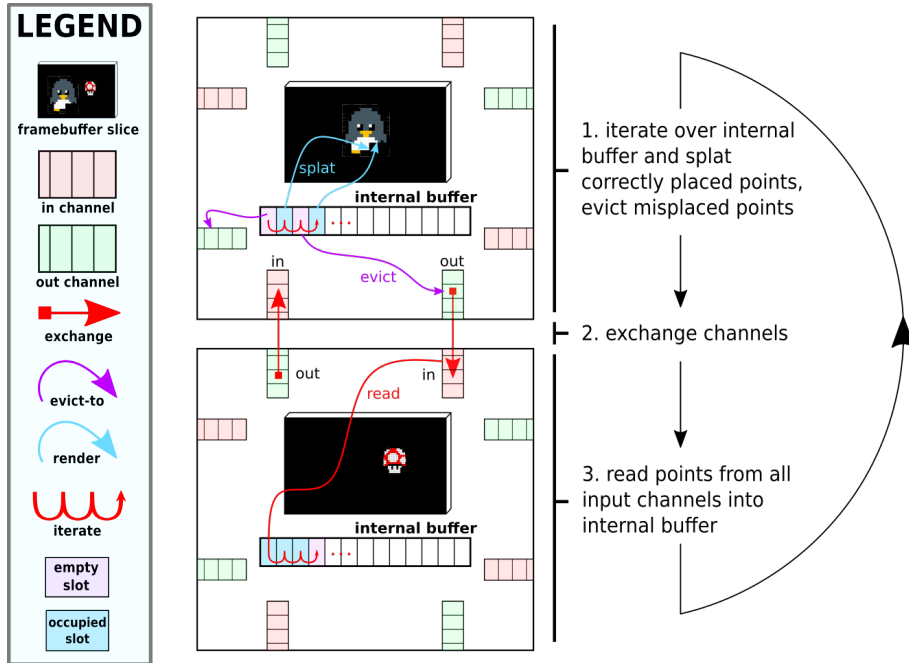 LEGEND
framebuffer slice
in channel
out channel
exchange
evict-to
render
iterate
empty
slot
occupied
slot
splat
internal buffer
in
out
evict
out
in
read
internal buffer
1. iterate over internal
buffer and splat
correctly placed points,
evict misplaced points
2. exchange channels
3. read points from all
input channels into
internal buffer